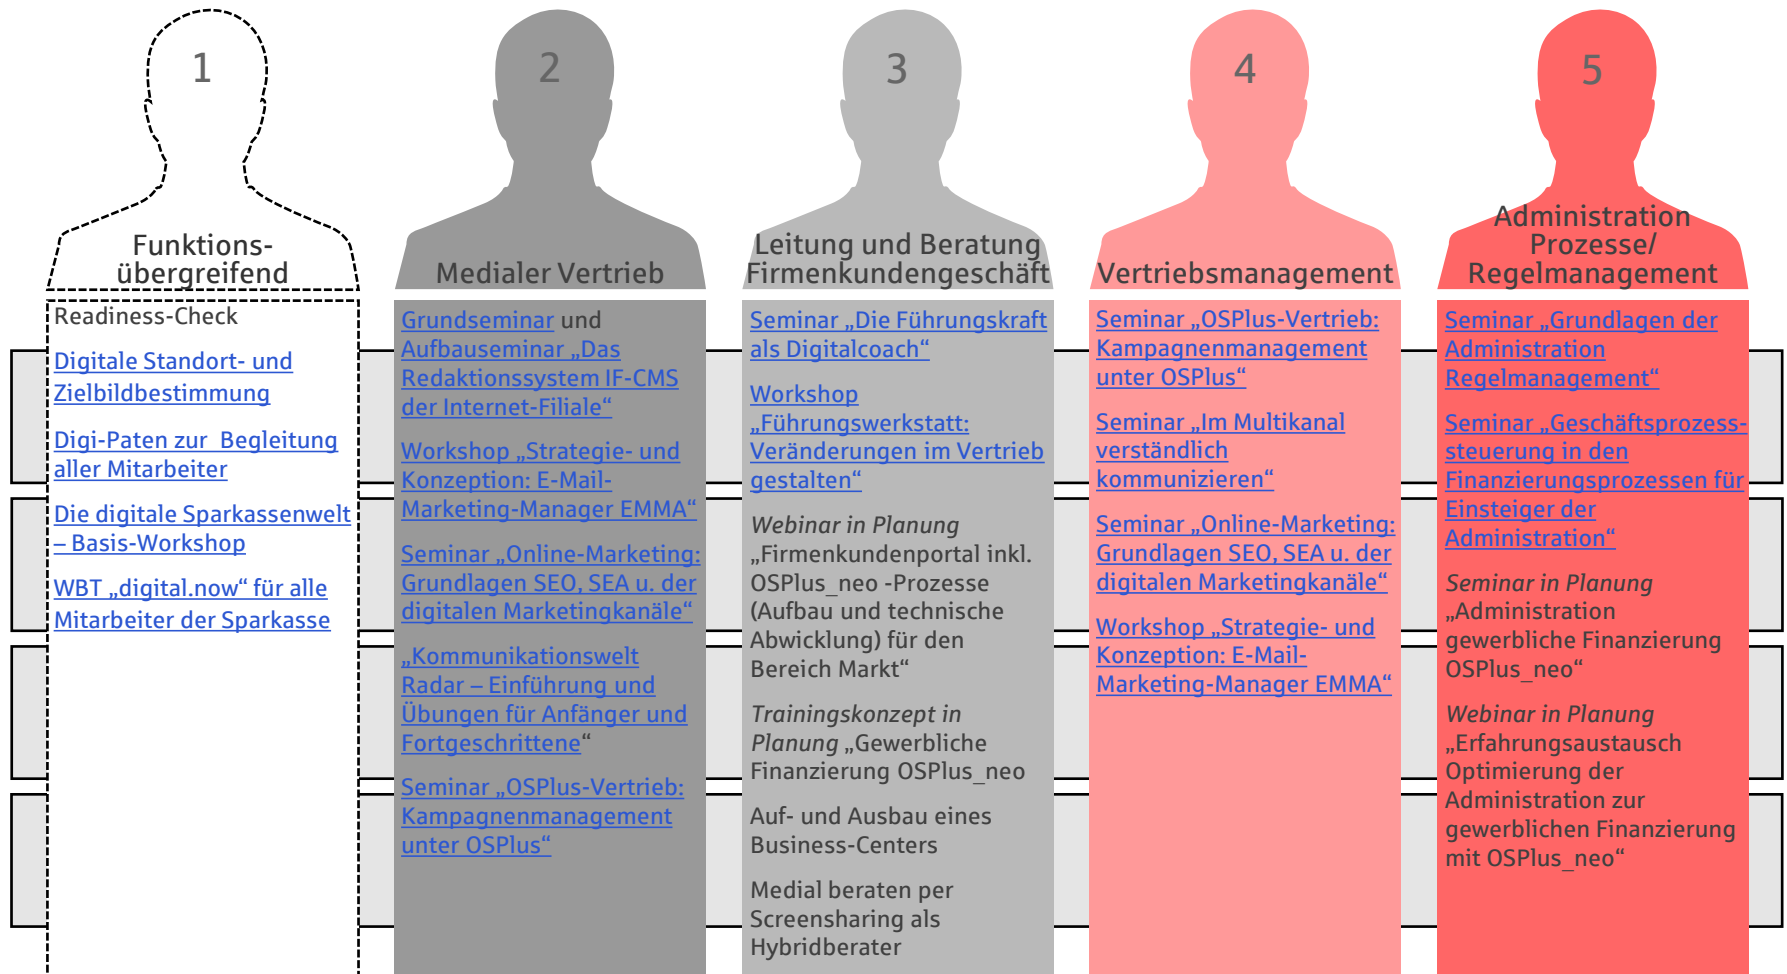 1
Funktions-
übergreifend
Readiness-Check
Digitale Standort- und
Zielbildbestimmung
Digi-Paten zur  Begleitung
aller Mitarbeiter
Die digitale Sparkassenwelt
– Basis-Workshop
WBT „digital.now“ für alle
Mitarbeiter der Sparkasse
2
Medialer Vertrieb
Grundseminar und
Aufbauseminar „Das
Redaktionssystem IF-CMS
der Internet-Filiale“
Workshop „Strategie- und
Konzeption: E-Mail-
Marketing-Manager EMMA“
Seminar „Online-Marketing:
Grundlagen SEO, SEA u. der
digitalen Marketingkanäle“
„Kommunikationswelt
Radar – Einführung und
Übungen für Anfänger und
Fortgeschrittene“
Seminar „OSPlus-Vertrieb:
Kampagnenmanagement
unter OSPlus“
3
Leitung und Beratung
Firmenkundengeschäft
Seminar „Die Führungskraft
als Digitalcoach“
Workshop
„Führungswerkstatt:
Veränderungen im Vertrieb
gestalten“
Webinar in Planung
„Firmenkundenportal inkl.
OSPlus_neo -Prozesse
(Aufbau und technische
Abwicklung) für den
Bereich Markt“
Trainingskonzept in
Planung „Gewerbliche
Finanzierung OSPlus_neo
Auf- und Ausbau eines
Business-Centers
Medial beraten per
Screensharing als
Hybridberater
4
Vertriebsmanagement
Seminar „OSPlus-Vertrieb:
Kampagnenmanagement
unter OSPlus“
Seminar „Im Multikanal
verständlich
kommunizieren“
Seminar „Online-Marketing:
Grundlagen SEO, SEA u. der
digitalen Marketingkanäle“
Workshop „Strategie- und
Konzeption: E-Mail-
Marketing-Manager EMMA“
5
Administration
Prozesse/
Regelmanagement
Seminar „Grundlagen der
Administration
Regelmanagement“
Seminar „Geschäftsprozess-
steuerung in den
Finanzierungsprozessen für
Einsteiger der
Administration“
Seminar in Planung
„Administration
gewerbliche Finanzierung
OSPlus_neo“
Webinar in Planung
„Erfahrungsaustausch
Optimierung der
Administration zur
gewerblichen Finanzierung
mit OSPlus_neo“